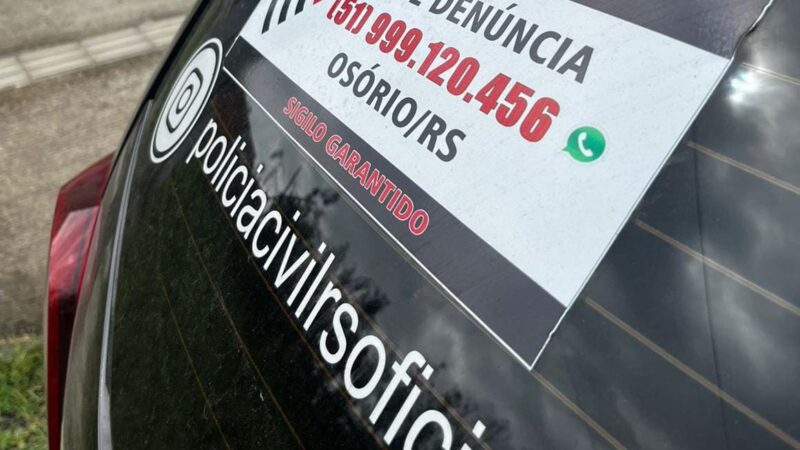 DENÚNCIA
(51) 999.120.456
OSÓRIO/RS
SIGILO GARANTIDO
policiacivilrsofici